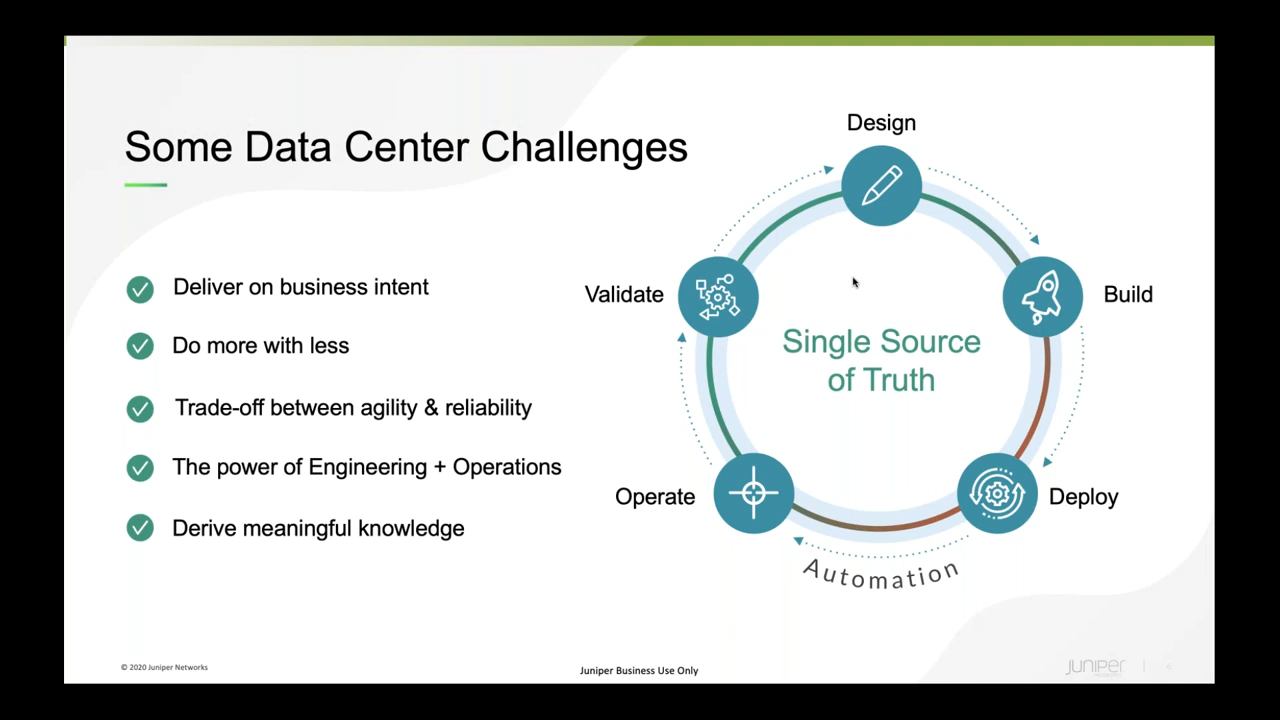 Some Data Center Challenges
Deliver on business intent
Do more with less
Trade-off between agility & reliability
The power of Engineering + Operations
Derive meaningful knowledge
Design
Validate
Build
Single Source
of Truth
Operate
Deploy
Automation
© 2020 Juniper Networks
Juniper Business Use Only
JUNIPER